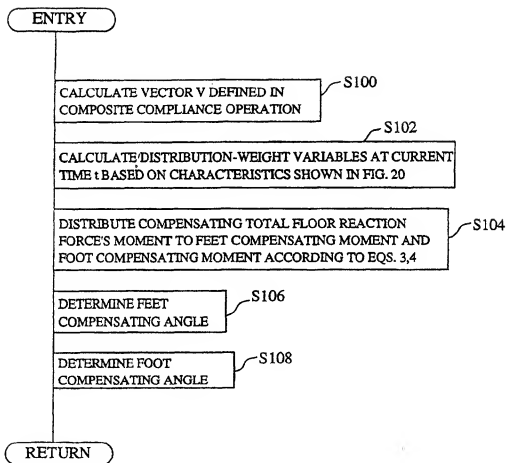 ENTRY
S100
CALCULATE VECTOR V DEFINED IN
COMPOSITE COMPLIANCE OPERATION
S102
CALCULATE DISTRIBUTION-WEIGHT VARIABLES AT CURRENT
TIME t BASED ON CHARACTERISTICS SHOWN IN FIG. 20
S104
DISTRIBUTE COMPENSATING TOTAL FLOOR REACTION
FORCE'S MOMENT TO FEET COMPENSATING MOMENT AND
FOOT COMPENSATING MOMENT ACCORDING TO EQS. 3,4
S106
DETERMINE FEET
COMPENSATING ANGLE
S108
DETERMINE FOOT
COMPENSATING ANGLE
RETURN